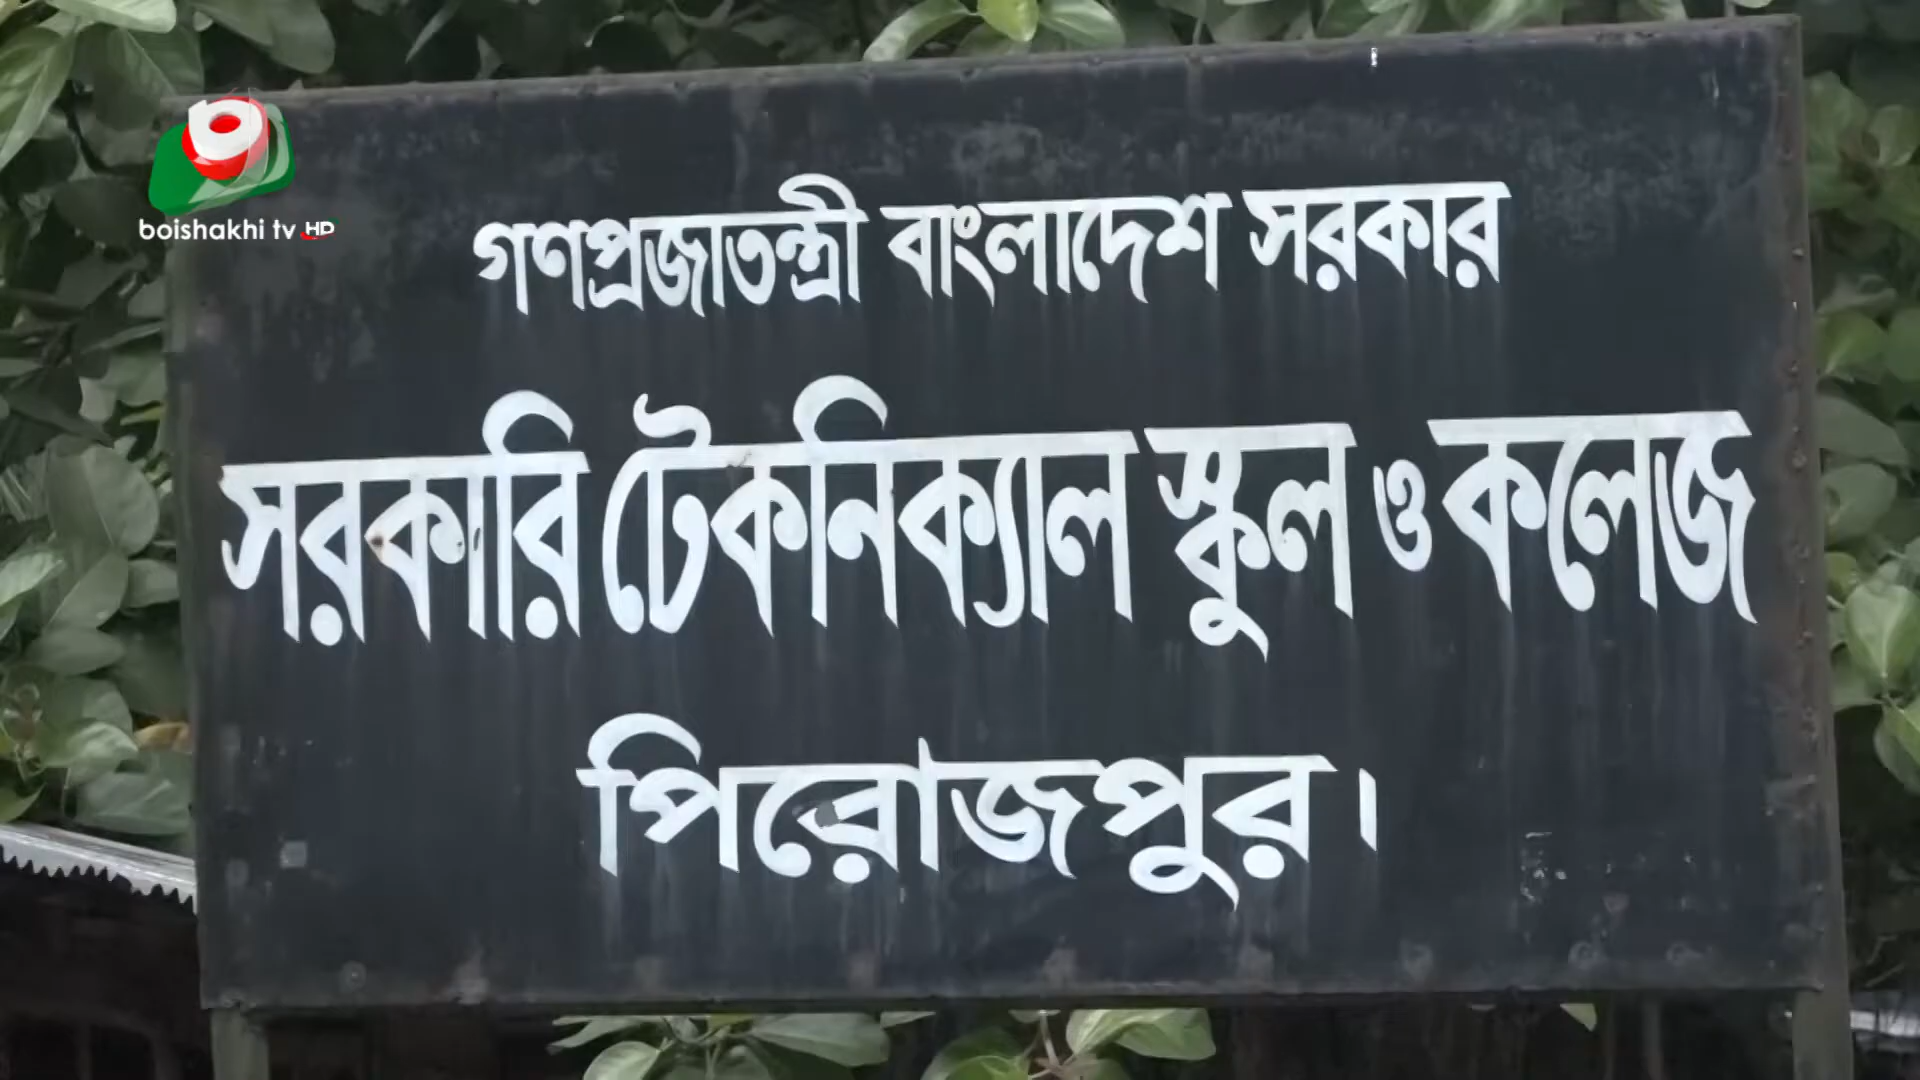 boishakhi tv HD
গণপ্রজাতন্ত্রী বাংলাদেশ সরকার
সরকারি টেকনিক্যাল স্কুল ও কলেজ
পিরোজপুর।